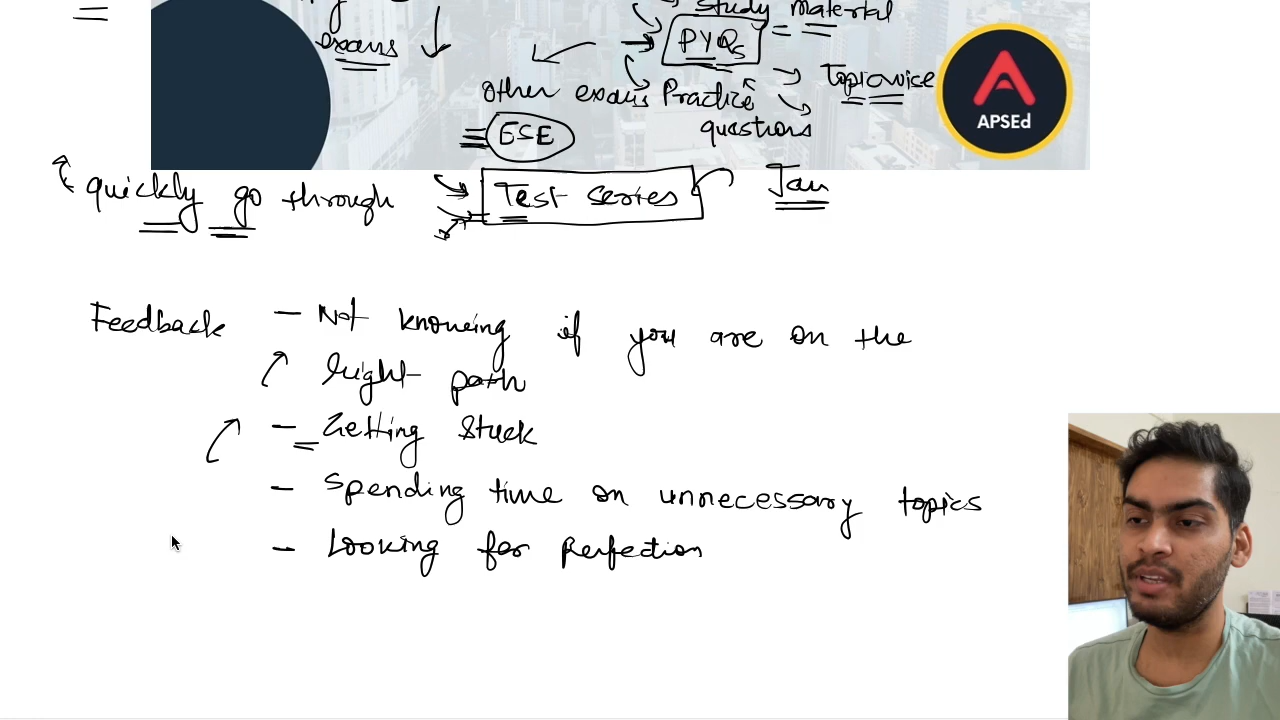 study material
exams
PYQs
Topicwise
other exams Practice
questions
ESE
APSEd
quickly go through
Test series
Jan
Feedback - Not knowing if you are on the
right path
- Getting stuck
- Spending time on unnecessary topics
- Looking for Perfection